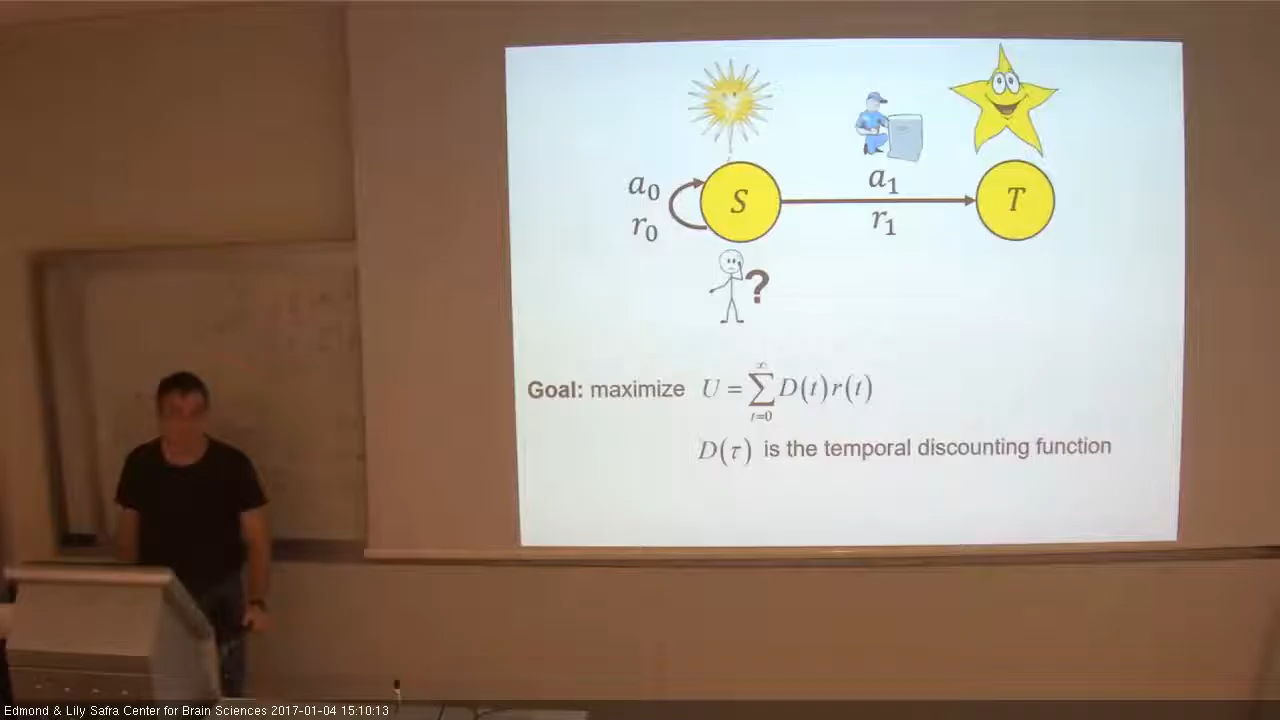 a₀
r₀
S
a₁
r₁
T
?
Goal: maximize U = ∑_{t=0}^{∞} D(t)r(t)
D(τ) is the temporal discounting function
Edmond & Lily Safra Center for Brain Sciences 2017-01-04 15:10:13